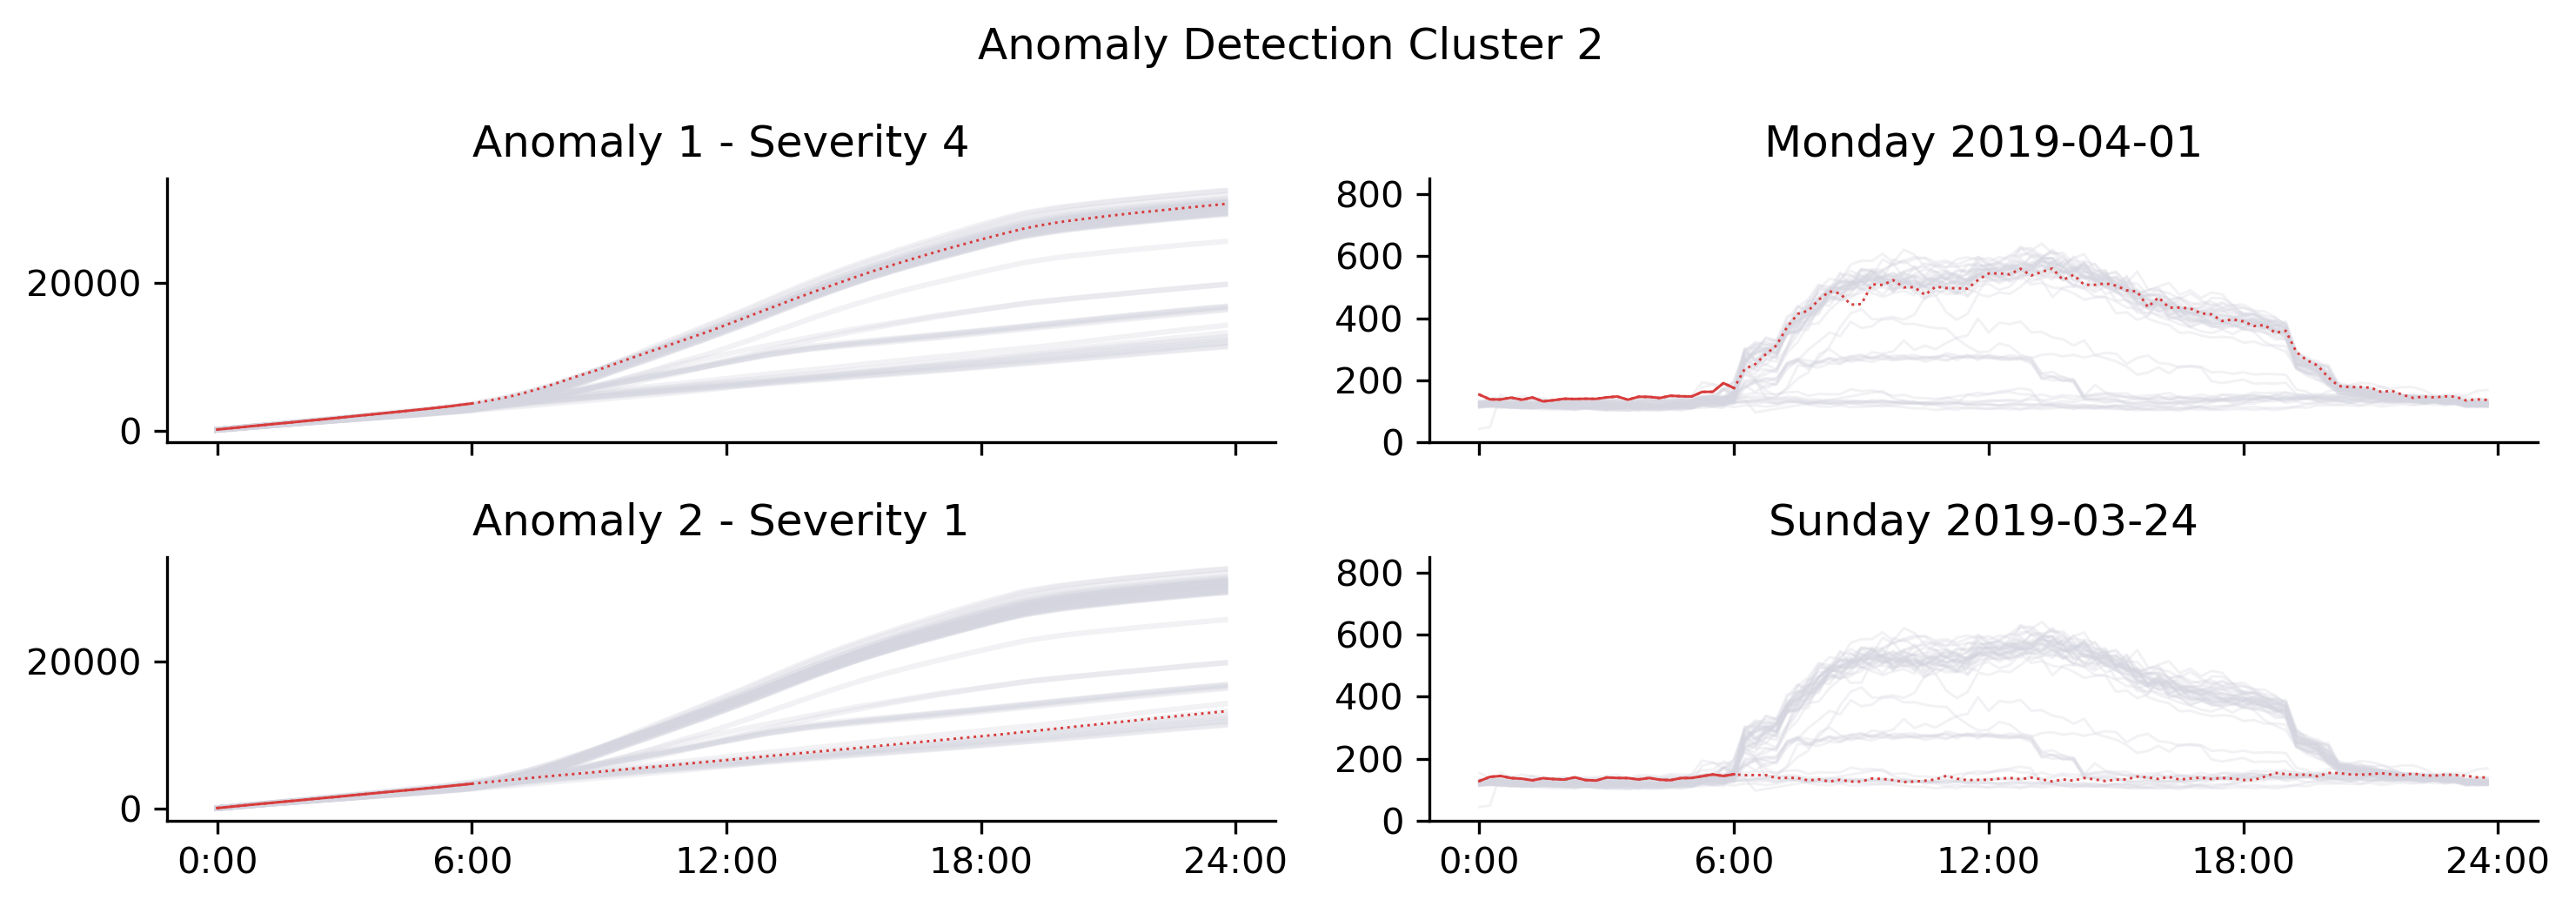 Anomaly Detection Cluster 2
Anomaly 1 - Severity 4
Monday 2019-04-01
20000
0
800
600
400
200
0
Anomaly 2 - Severity 1
Sunday 2019-03-24
20000
0
800
600
400
200
0
0:00 6:00 12:00 18:00 24:00
0:00 6:00 12:00 18:00 24:00